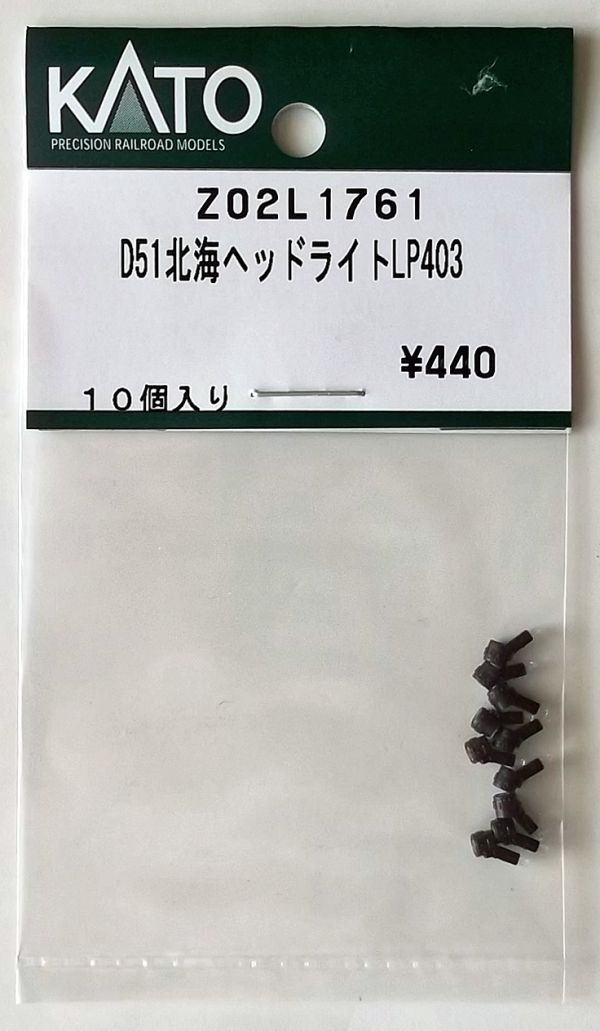 KATO
PRECISION RAILROAD MODELS
Z02L1761
D51北海ヘッドライトLP403
¥440
10個入り